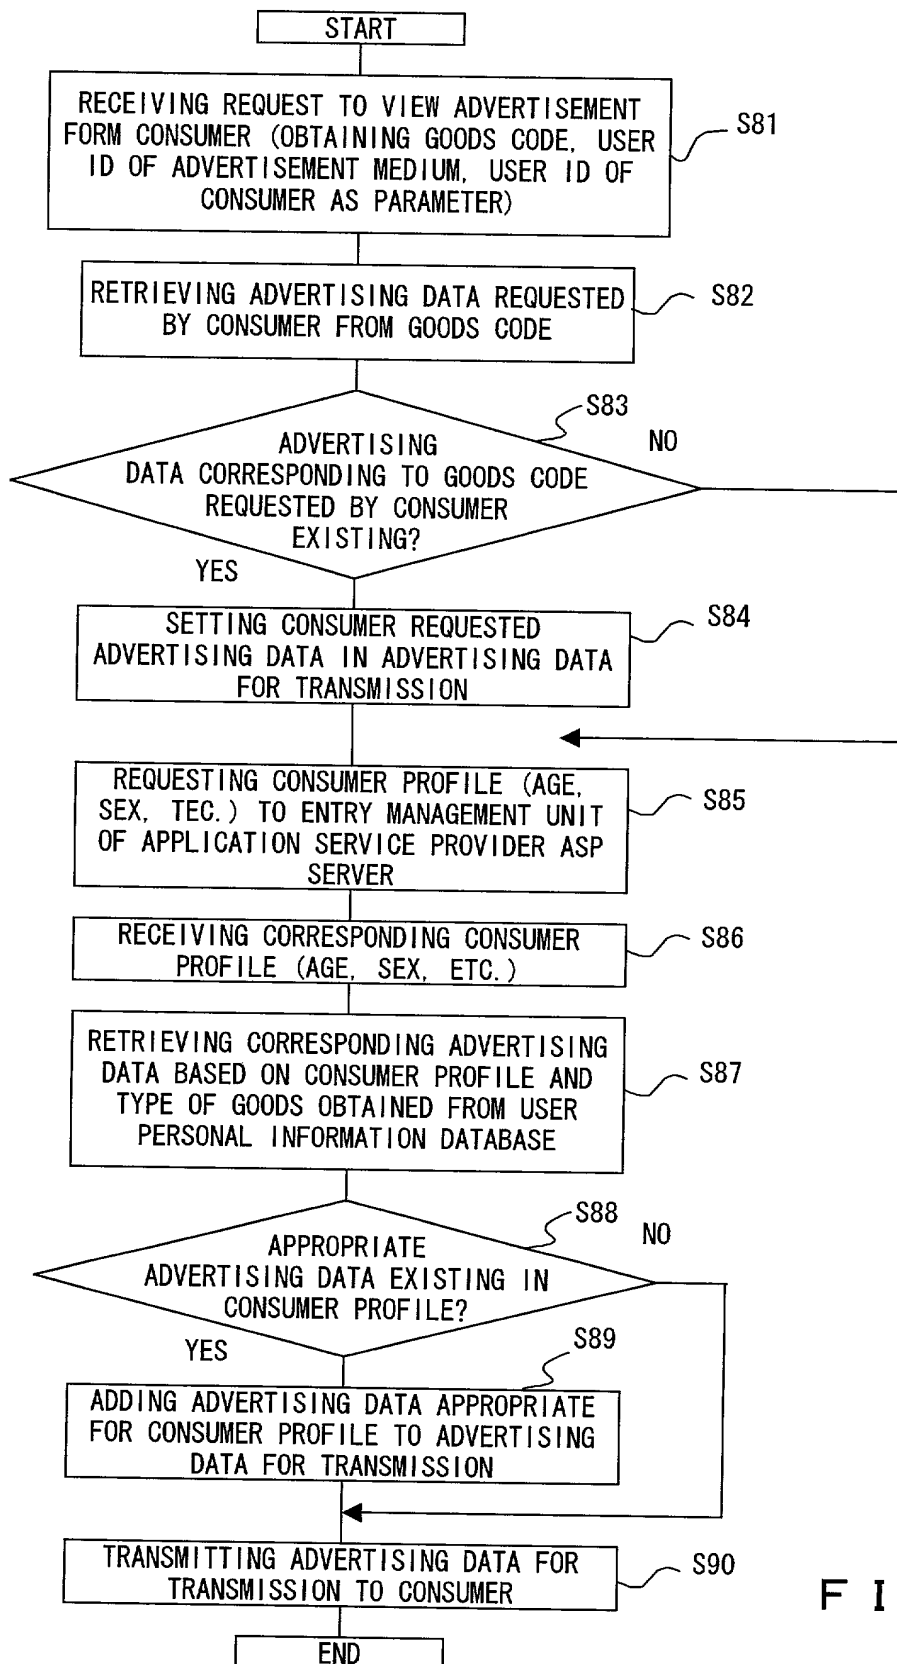 START
RECEIVING REQUEST TO VIEW ADVERTISEMENT
FORM CONSUMER (OBTAINING GOODS CODE, USER
ID OF ADVERTISEMENT MEDIUM, USER ID OF
CONSUMER AS PARAMETER)
S81
RETRIEVING ADVERTISING DATA REQUESTED
BY CONSUMER FROM GOODS CODE
S82
S83
NO
ADVERTISING
DATA CORRESPONDING TO GOODS CODE
REQUESTED BY CONSUMER
EXISTING?
YES
SETTING CONSUMER REQUESTED
ADVERTISING DATA IN ADVERTISING DATA
FOR TRANSMISSION
S84
REQUESTING CONSUMER PROFILE (AGE,
SEX, TEC.) TO ENTRY MANAGEMENT UNIT
OF APPLICATION SERVICE PROVIDER ASP
SERVER
S85
RECEIVING CORRESPONDING CONSUMER
PROFILE (AGE, SEX, ETC.)
S86
RETRIEVING CORRESPONDING ADVERTISING
DATA BASED ON CONSUMER PROFILE AND
TYPE OF GOODS OBTAINED FROM USER
PERSONAL INFORMATION DATABASE
S87
S88
NO
APPROPRIATE
ADVERTISING DATA EXISTING IN
CONSUMER PROFILE?
YES
S89
ADDING ADVERTISING DATA APPROPRIATE
FOR CONSUMER PROFILE TO ADVERTISING
DATA FOR TRANSMISSION
TRANSMITTING ADVERTISING DATA FOR
TRANSMISSION TO CONSUMER
S90
F I
END